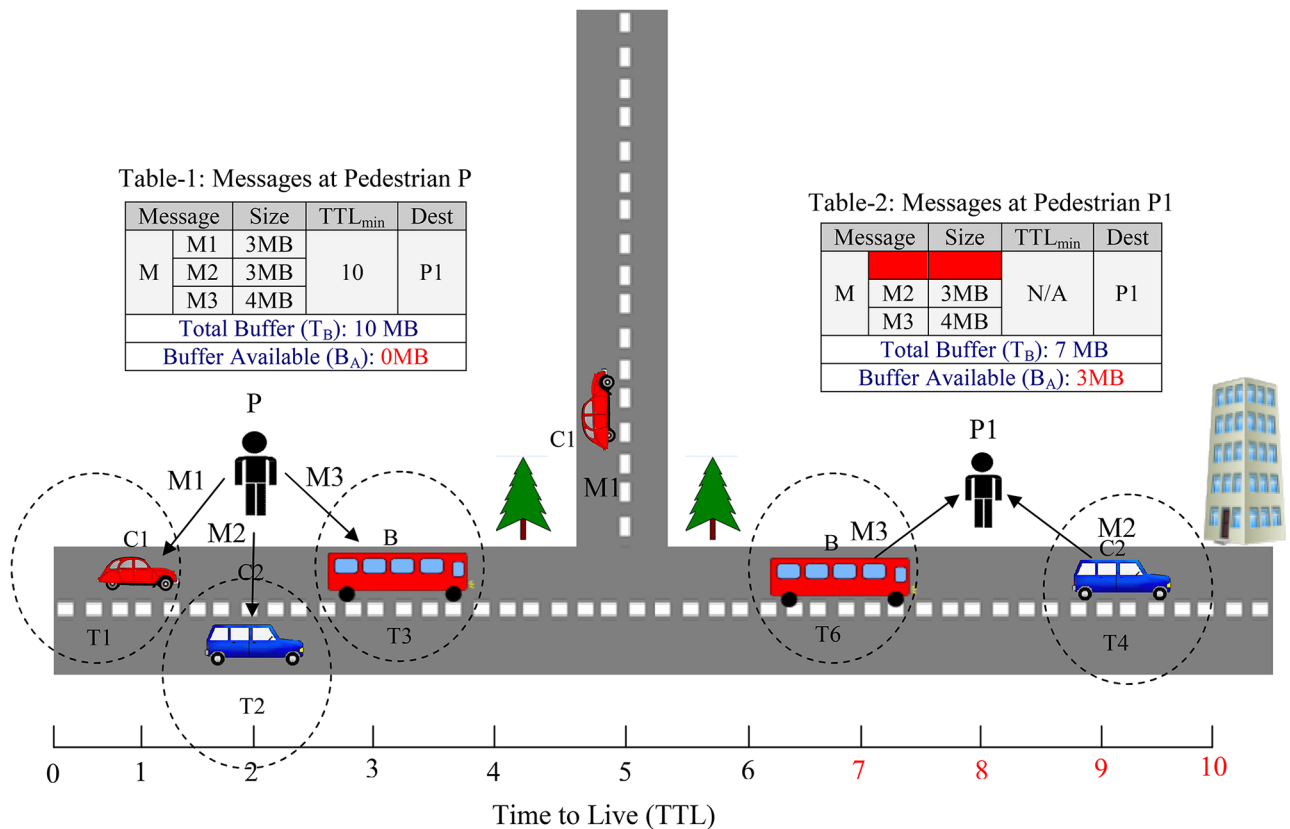 Table-1: Messages at Pedestrian P
Message Size TTLmin Dest
M M1 3MB 10 P1
M2 3MB
M3 4MB
Total Buffer (TB): 10 MB
Buffer Available (BA): 0MB
Table-2: Messages at Pedestrian P1
Message Size TTLmin Dest
M N/A P1
M2 3MB
M3 4MB
Total Buffer (TB): 7 MB
Buffer Available (BA): 3MB
P
M1
M3
M2
C1
C2
B
T1
T2
T3
C1
M1
P1
B
M3
M2
C2
T6
T4
0 1 2 3 4 5 6 7 8 9 10
Time to Live (TTL)